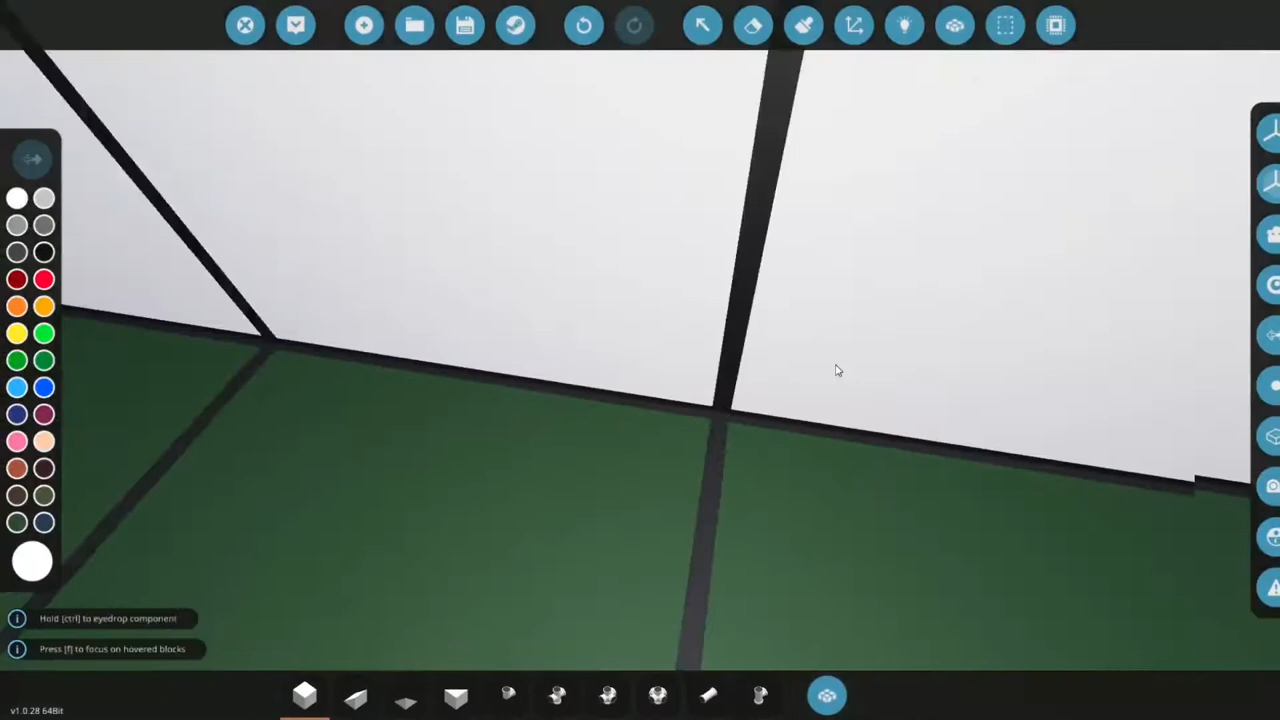 Hold [ctrl] to eyedrop component
Press [f] to focus on hovered blocks
v1.0.28 64Bit